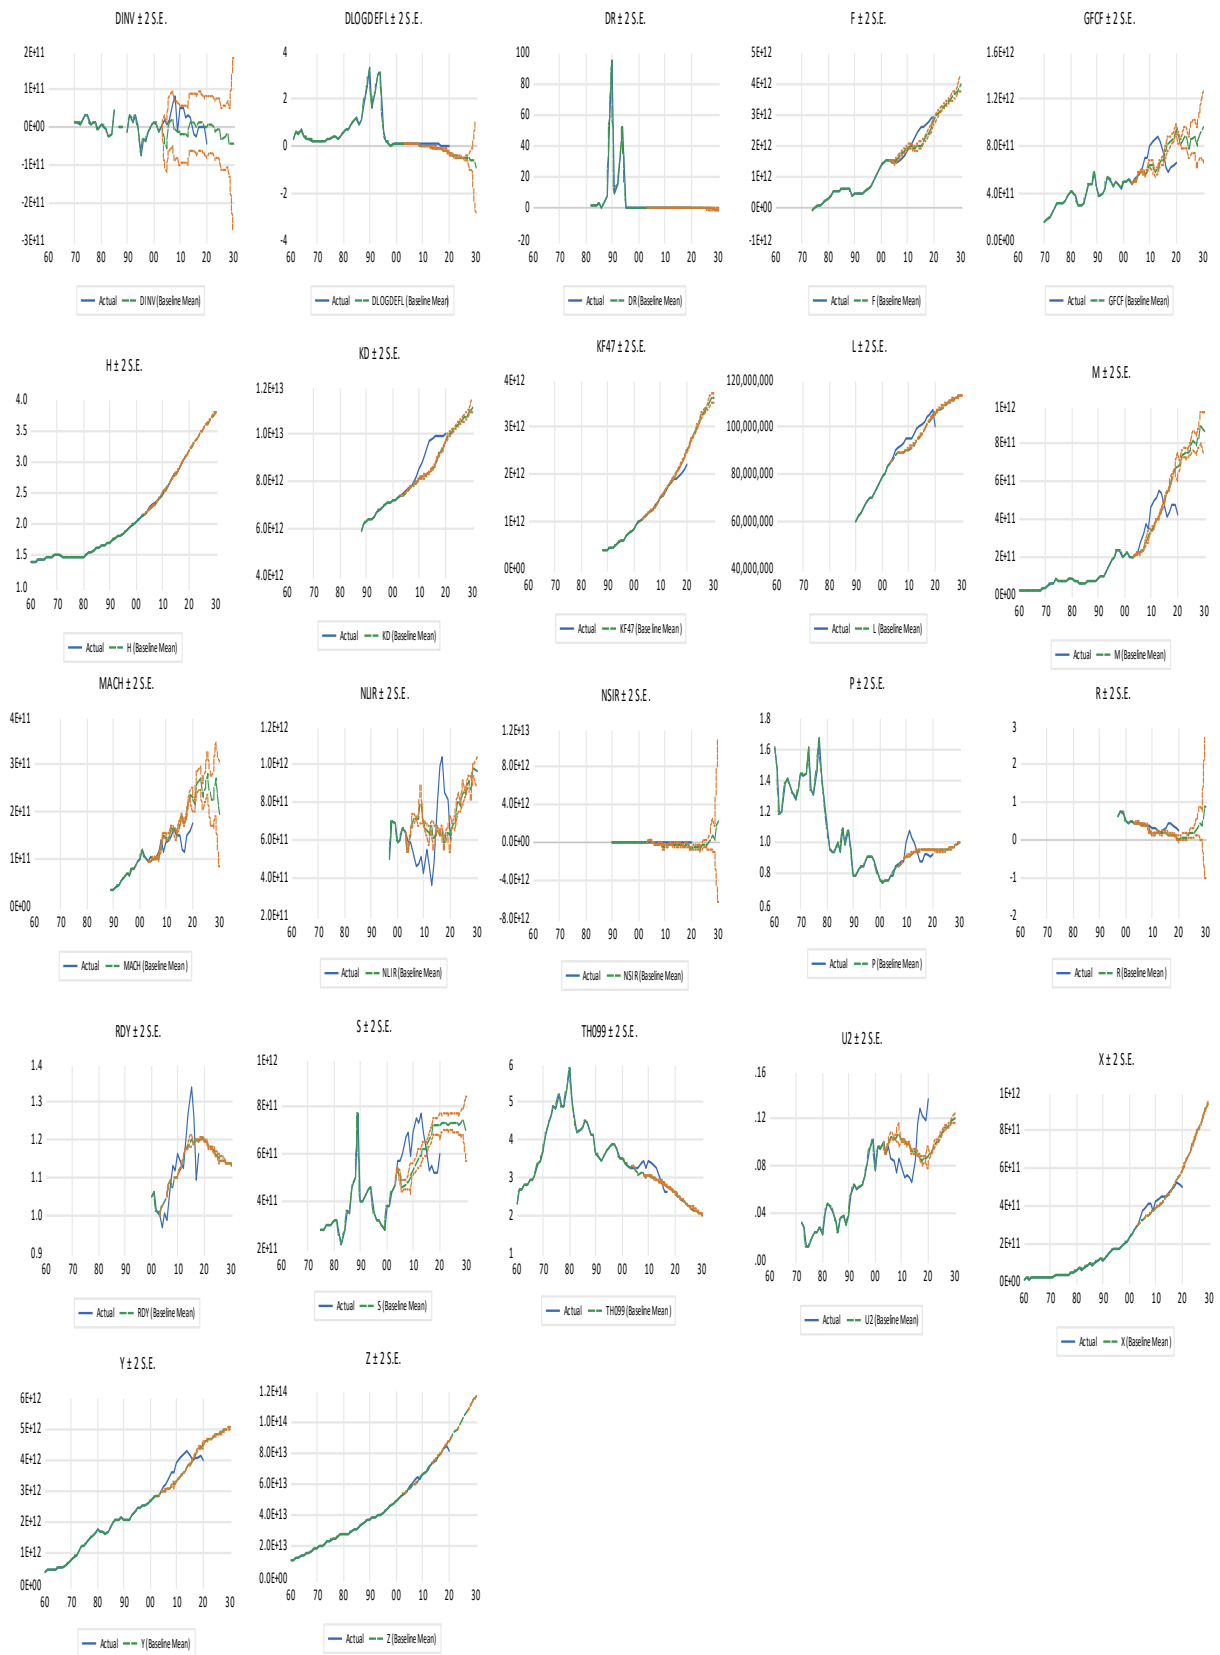 DINV ± 2 S.E.
2E+11
1E+11
0E+00
-1E+11
-2E+11
-3E+11
60 70 80 90 00 10 20 30
Actual DINV (Baseline Mean)
DLOGDEFL ± 2 S.E.
4
2
0
-2
-4
60 70 80 90 00 10 20 30
Actual DLOGDEFL (Baseline Mean)
DR ± 2 S.E.
100
80
60
40
20
0
-20
60 70 80 90 00 10 20 30
Actual DR (Baseline Mean)
F ± 2 S.E.
5E+12
4E+12
3E+12
2E+12
1E+12
0E+00
-1E+12
60 70 80 90 00 10 20 30
Actual F (Baseline Mean)
GFCF ± 2 S.E.
1.6E+12
1.2E+12
8.0E+11
4.0E+11
0.0E+00
60 70 80 90 00 10 20 30
Actual GFCF (Baseline Mean)
H ± 2 S.E.
4.0
3.5
3.0
2.5
2.0
1.5
1.0
60 70 80 90 00 10 20 30
Actual H (Baseline Mean)
KD ± 2 S.E.
1.2E+13
1.0E+13
8.0E+12
6.0E+12
4.0E+12
60 70 80 90 00 10 20 30
Actual KD (Baseline Mean)
KF47 ± 2 S.E.
4E+12
3E+12
2E+12
1E+12
0E+00
60 70 80 90 00 10 20 30
Actual KF47 (Baseline Mean)
L ± 2 S.E.
120,000,000
100,000,000
80,000,000
60,000,000
40,000,000
60 70 80 90 00 10 20 30
Actual L (Baseline Mean)
M ± 2 S.E.
1E+12
8E+11
6E+11
4E+11
2E+11
0E+00
60 70 80 90 00 10 20 30
Actual M (Baseline Mean)
MACH ± 2 S.E.
4E+11
3E+11
2E+11
1E+11
0E+00
60 70 80 90 00 10 20 30
Actual MACH (Baseline Mean)
NLIR ± 2 S.E.
1.2E+12
1.0E+12
8.0E+11
6.0E+11
4.0E+11
2.0E+11
60 70 80 90 00 10 20 30
Actual NLIR (Baseline Mean)
NSIR ± 2 S.E.
1.2E+13
8.0E+12
4.0E+12
0.0E+00
-4.0E+12
-8.0E+12
60 70 80 90 00 10 20 30
Actual NSIR (Baseline Mean)
P ± 2 S.E.
1.8
1.6
1.4
1.2
1.0
0.8
0.6
60 70 80 90 00 10 20 30
Actual P (Baseline Mean)
R ± 2 S.E.
3
2
1
0
-1
-2
60 70 80 90 00 10 20 30
Actual R (Baseline Mean)
RDY ± 2 S.E.
1.4
1.3
1.2
1.1
1.0
0.9
60 70 80 90 00 10 20 30
Actual RDY (Baseline Mean)
S ± 2 S.E.
1E+12
8E+11
6E+11
4E+11
2E+11
60 70 80 90 00 10 20 30
Actual S (Baseline Mean)
TH099 ± 2 S.E.
6
5
4
3
2
1
60 70 80 90 00 10 20 30
Actual TH099 (Baseline Mean)
U2 ± 2 S.E.
.16
.12
.08
.04
.00
60 70 80 90 00 10 20 30
Actual U2 (Baseline Mean)
X ± 2 S.E.
1E+12
8E+11
6E+11
4E+11
2E+11
0E+00
60 70 80 90 00 10 20 30
Actual X (Baseline Mean)
Y ± 2 S.E.
6E+12
5E+12
4E+12
3E+12
2E+12
1E+12
0E+00
60 70 80 90 00 10 20 30
Actual Y (Baseline Mean)
Z ± 2 S.E.
1.2E+14
1.0E+14
8.0E+13
6.0E+13
4.0E+13
2.0E+13
0.0E+00
60 70 80 90 00 10 20 30
Actual Z (Baseline Mean)